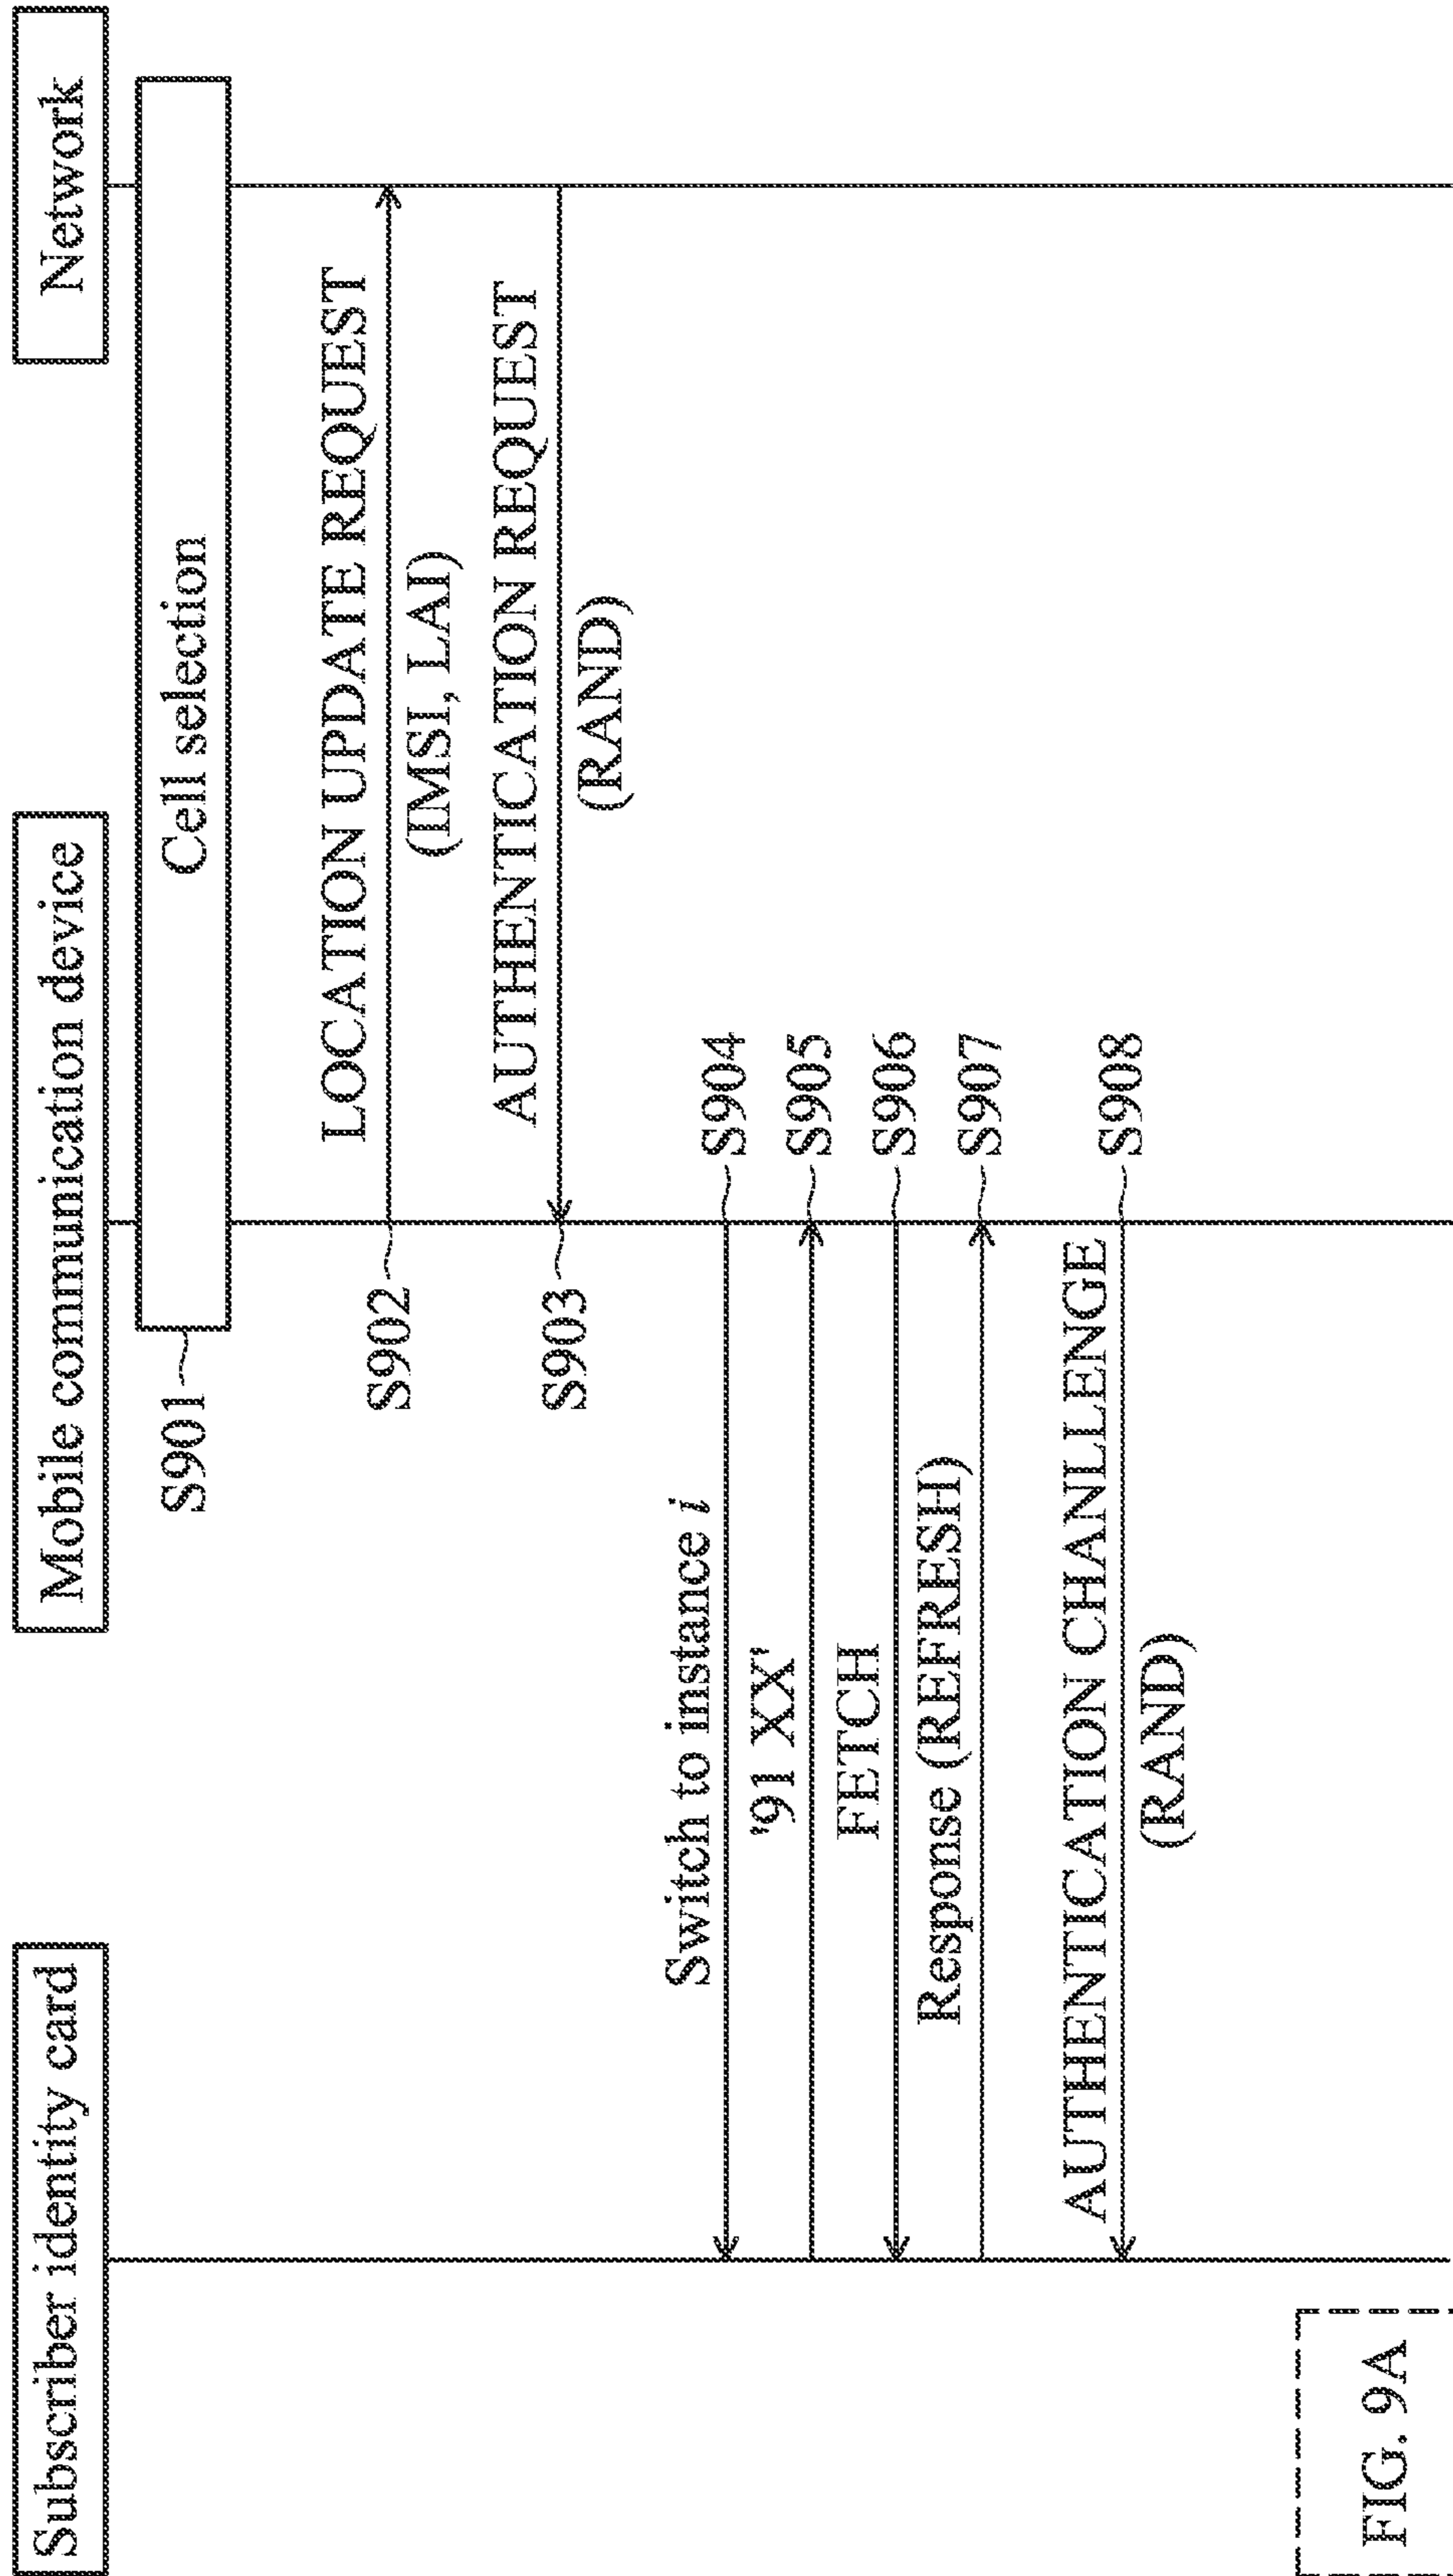 Subscriber identity card
Mobile communication device
Network
S901
Cell selection
LOCATION UPDATE REQUEST
S902
(IMSI, LAI)
AUTHENTICATION REQUEST
S903
(RAND)
Switch to instance i
S904
'91 XX'
S905
FETCH
S906
Response (REFRESH)
S907
AUTHENTICATION CHANLLENGE
S908
(RAND)
FIG. 9A